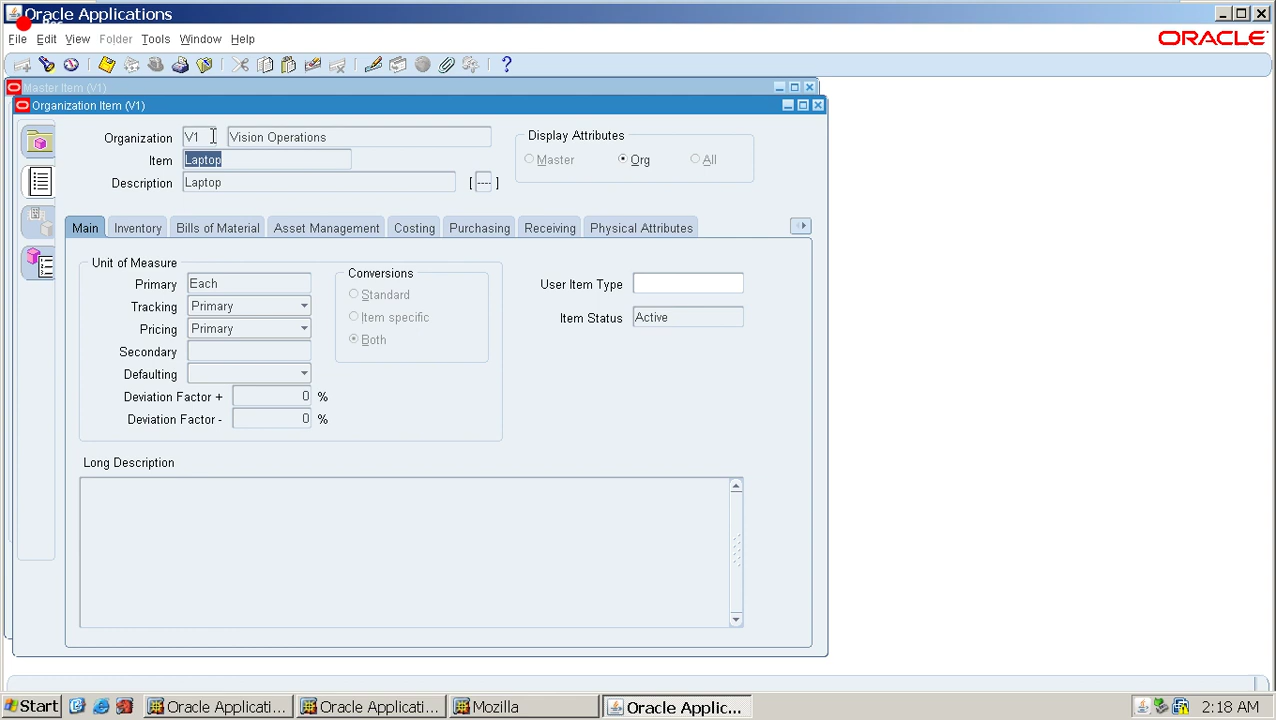 Oracle Applications
File Edit View Folder Tools Window Help
ORACLE
Master Item (V1)
Organization Item (V1)
Organization V1 Vision Operations
Item Laptop
Description Laptop [ ---- ]
Display Attributes
Master Org All
Main Inventory Bills of Material Asset Management Costing Purchasing Receiving Physical Attributes
Unit of Measure
Primary Each
Tracking Primary
Pricing Primary
Secondary
Defaulting
Deviation Factor + 0 %
Deviation Factor - 0 %
Conversions
Standard
Item specific
Both
User Item Type
Item Status Active
Long Description
Start Oracle Applicati... Oracle Applicati... Mozilla Oracle Applic... 2:18 AM